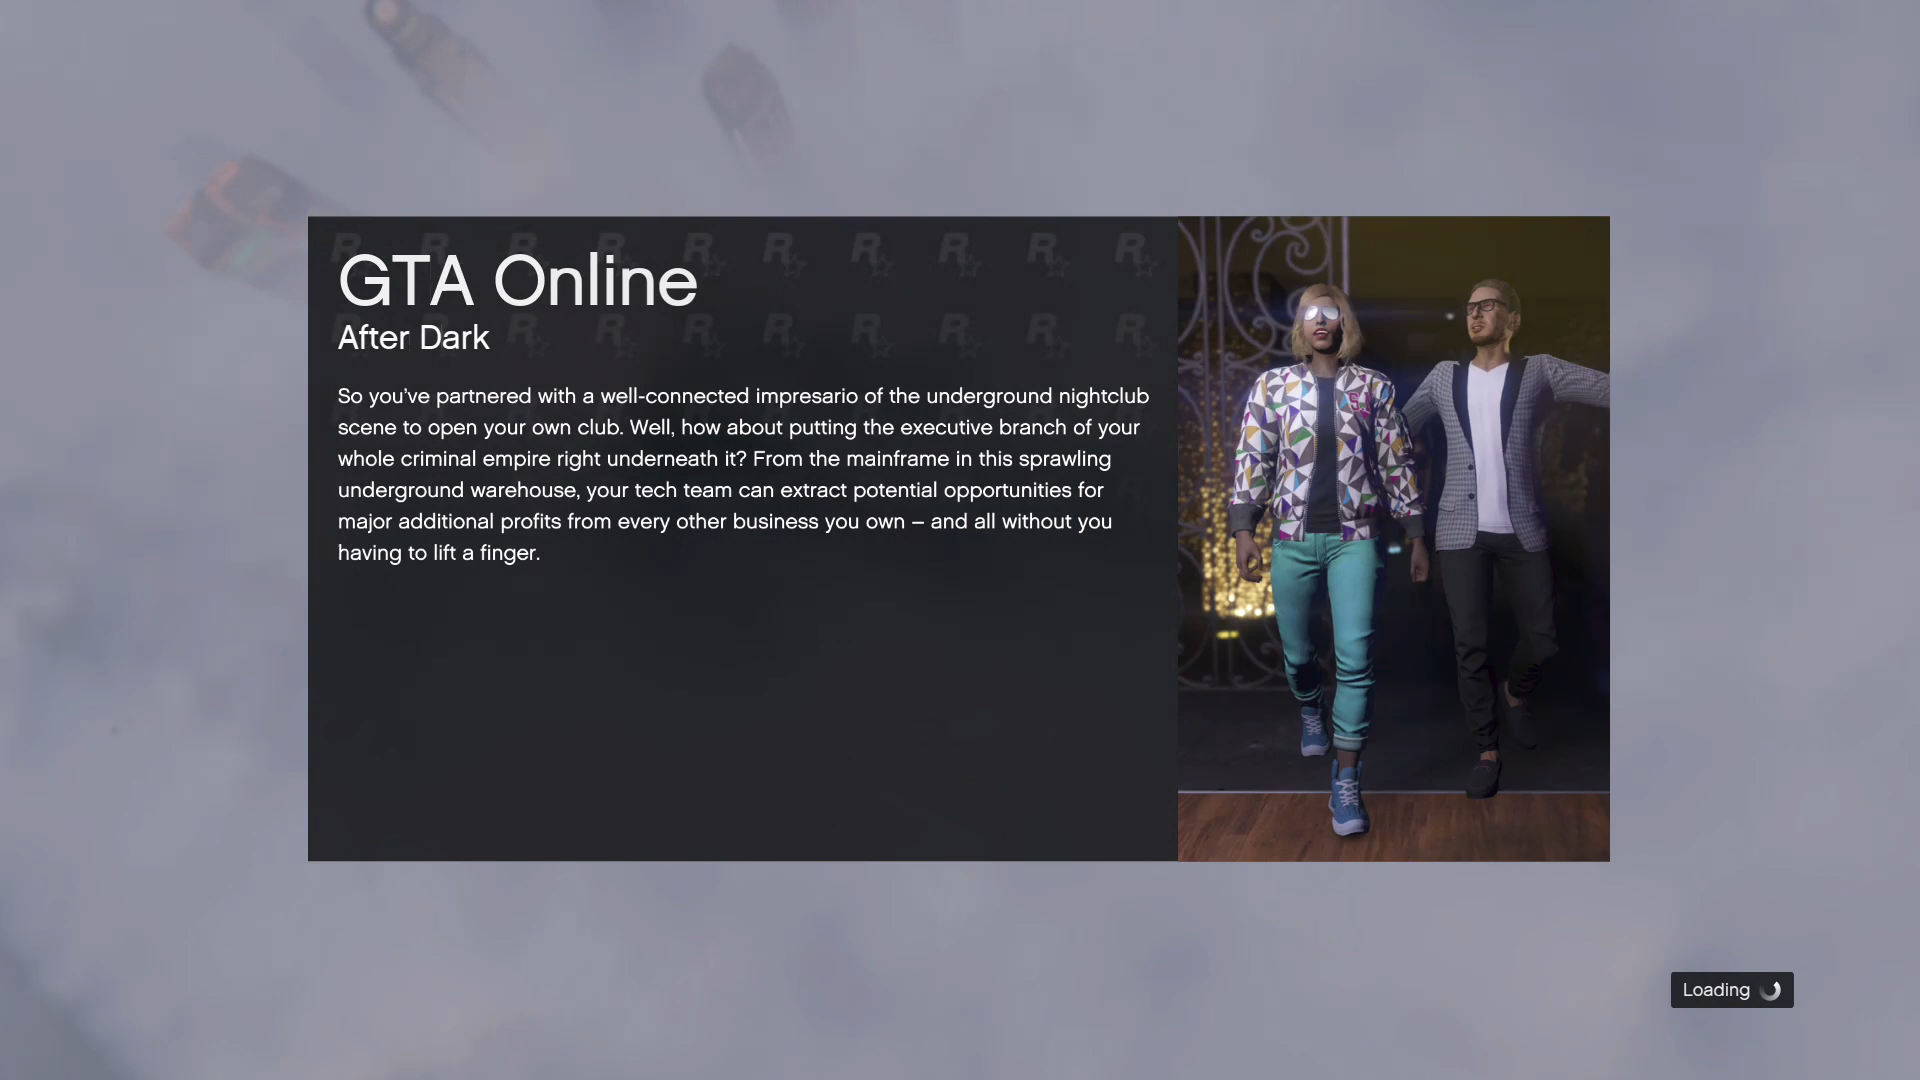 GTA Online
After Dark
So you’ve partnered with a well-connected impresario of the underground nightclub
scene to open your own club. Well, how about putting the executive branch of your
whole criminal empire right underneath it? From the mainframe in this sprawling
underground warehouse, your tech team can extract potential opportunities for
major additional profits from every other business you own – and all without you
having to lift a finger.
Loading